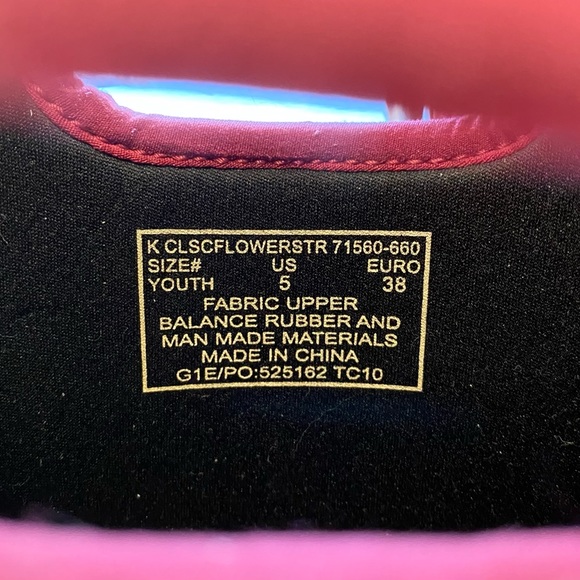 K CLSCFLOWERSTR 71560-660
SIZE# US EURO
YOUTH 5 38
FABRIC UPPER
BALANCE RUBBER AND
MAN MADE MATERIALS
MADE IN CHINA
G1E/PO:525162 TC10